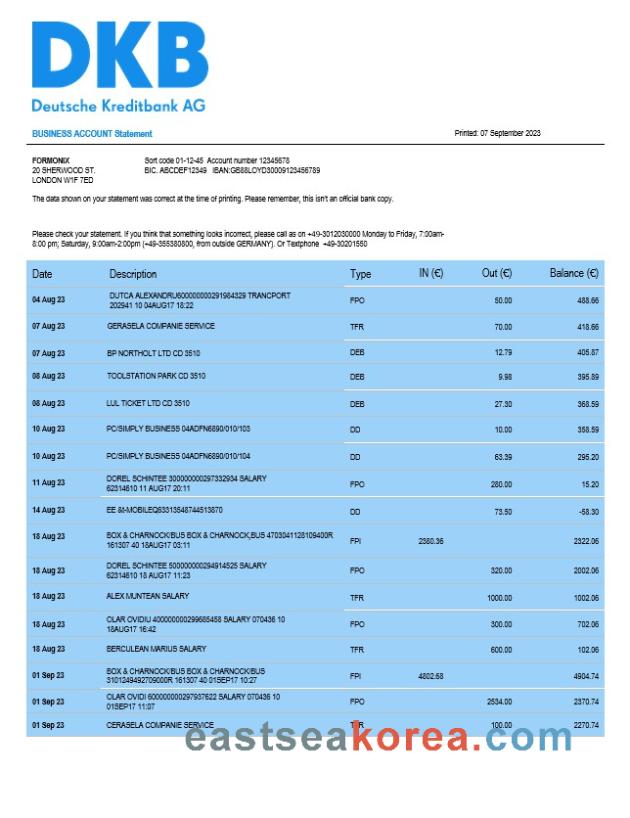 DKB
Deutsche Kreditbank AG
BUSINESS ACCOUNT Statement Printed: 07 September 2023
FORMONIX Sort code 01-12-45 Account number 12345678
20 SHERWOOD ST. BIC. ABCDEF12349 IBAN:GB88LOYD30009123456789
LONDON W1F 7ED
The data shown on your statement was correct at the time of printing. Please remember, this isn't an official bank copy.
Please check your statement. If you think that something looks incorrect, please call as on +49-3012030000 Monday to Friday, 7:00am-
8:00 pm; Saturday, 9:00am-2:00pm (+49-355380800, from outside GERMANY). Or Textphone +49-30201550
Date Description Type IN (€) Out (€) Balance (€)
04 Aug 23 DUTCA ALEXANDRU600000000291984329 TRANCPORT FPO 50.00 488.66
202941 10 04AUG17 18:22
07 Aug 23 GERASELA COMPANIE SERVICE TFR 70.00 418.66
07 Aug 23 BP NORTHOLT LTD CD 3510 DEB 12.79 405.87
08 Aug 23 TOOLSTATION PARK CD 3510 DEB 9.98 395.89
08 Aug 23 LUL TICKET LTD CD 3510 DEB 27.30 368.59
10 Aug 23 PC/SIMPLY BUSINESS 04ADFN6890/010/103 DD 10.00 358.59
10 Aug 23 PC/SIMPLY BUSINESS 04ADFN6890/010/104 DD 63.39 295.20
11 Aug 23 DOREL SCHINTEE 300000000297332934 SALARY FPO 280.00 15.20
62314610 11 AUG17 20:11
14 Aug 23 EE &t-MOBILEQ63313548744513870 DD 73.50 -58.30
18 Aug 23 BOX & CHARNOCK/BUS BOX & CHARNOCK,BUS 4703041128109400R FPI 2380.36 2322.06
161307 40 18AUG17 03:11
18 Aug 23 DOREL SCHINTEE 500000000294914525 SALARY FPO 320.00 2002.06
62314610 18 AUG17 11:23
18 Aug 23 ALEX MUNTEAN SALARY TFR 1000.00 1002.06
18 Aug 23 CLAR OVIDIU 400000000299685458 SALARY 070436 10 FPO 300.00 702.06
18AUG17 16:42
18 Aug 23 BERCULEAN MARIUS SALARY TFR 600.00 102.06
01 Sep 23 BOX & CHARNOCK/BUS BOX & CHARNOCK/BUS FPI 4802.68 4904.74
3101249492709000R 161307 40 01SEP17 10:27
01 Sep 23 CLAR OVIDI 600000000297937622 SALARY 070436 10 FPO 2534.00 2370.74
01SEP17 11:07
01 Sep 23 CERASELA COMPANIE SERVICE TFR 100.00 2270.74
eastseakorea.com